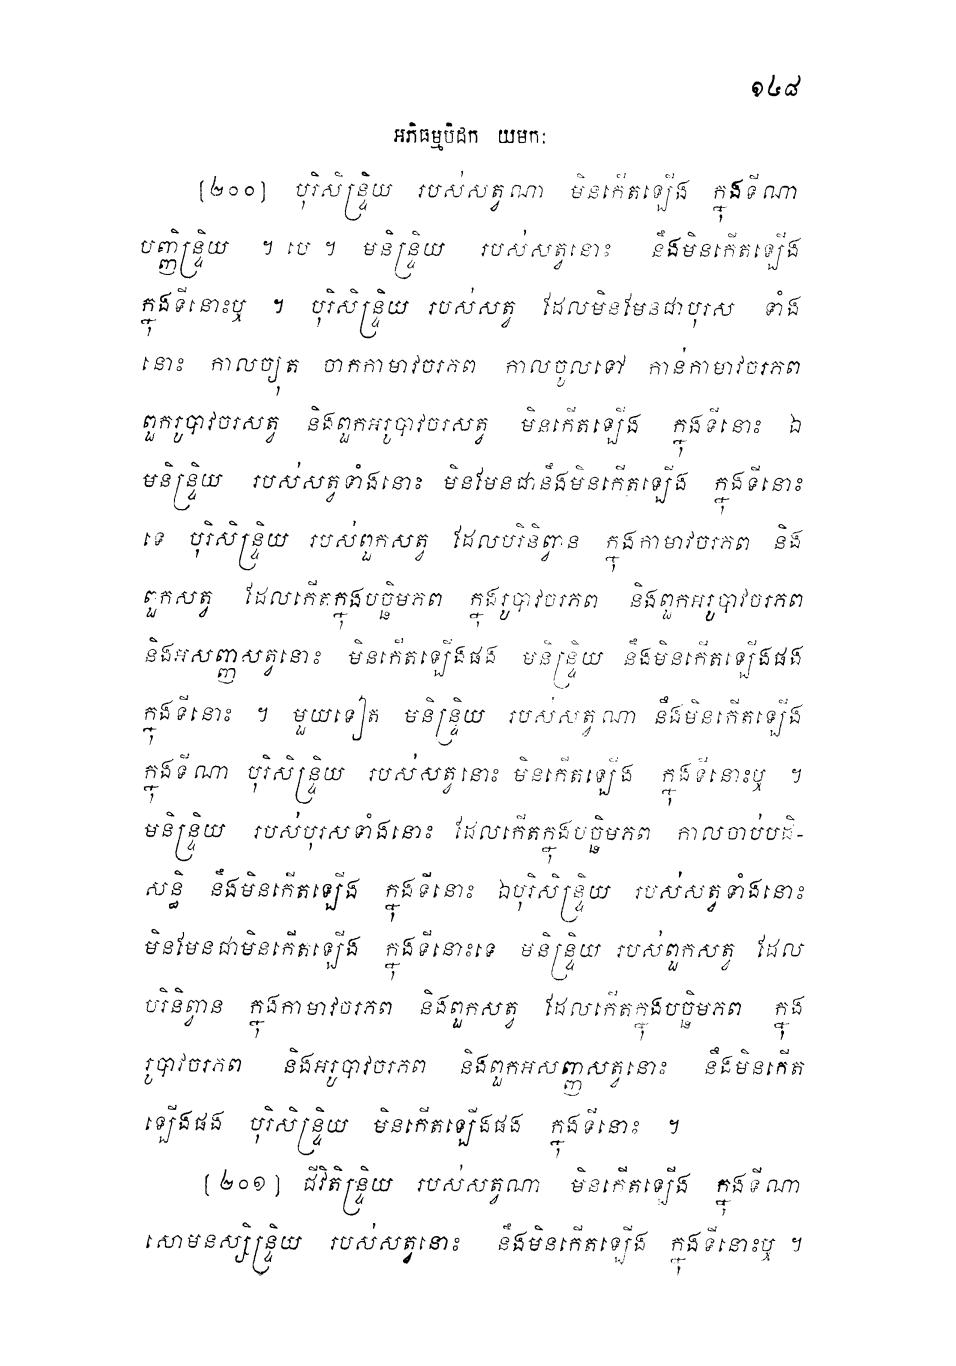 ១៤៨
អភិធម្មបិដក យមកៈ
[២០០] បុរិសិន្ទ្រិយ របស់សត្វណា មិនកើតឡើង ក្នុងទីណា
បញ្ញិន្ទ្រិយ ។ បេ ។ មនិន្ទ្រិយ របស់សត្វនោះ នឹងមិនកើតឡើង
ក្នុងទីនោះឬ ។ បុរិសិន្ទ្រិយ របស់សត្វ ដែលមិនមែនជាបុរស ទាំង
នោះ កាលច្យុត ចាកកាមាវចរភព កាលចូលទៅ កាន់កាមាវចរភព
ពួករូបាវចរសត្វ និងពួកអរូបាវចរសត្វ មិនកើតឡើង ក្នុងទីនោះ ឯ
មនិន្ទ្រិយ របស់សត្វទាំងនោះ មិនមែនជានឹងមិនកើតឡើង ក្នុងទីនោះ
ទេ បុរិសិន្ទ្រិយ របស់ពួកសត្វ ដែលបរិនិព្វាន ក្នុងកាមាវចរភព និង
ពួកសត្វ ដែលកើតក្នុងបច្ឆិមភព ក្នុងរូបាវចរភព និងពួកអរូបាវចរភព
និងអសញ្ញសត្វនោះ មិនកើតឡើងផង មនិន្ទ្រិយ នឹងមិនកើតឡើងផង
ក្នុងទីនោះ ។ មួយទៀត មនិន្ទ្រិយ របស់សត្វណា នឹងមិនកើតឡើង
ក្នុងទីណា បុរិសិន្ទ្រិយ របស់សត្វនោះ មិនកើតឡើង ក្នុងទីនោះឬ ។
មនិន្ទ្រិយ របស់បុរសទាំងនោះ ដែលកើតក្នុងបច្ឆិមភព កាលចាប់បដិ-
សន្ធិ នឹងមិនកើតឡើង ក្នុងទីនោះ ឯបុរិសិន្ទ្រិយ របស់សត្វទាំងនោះ
មិនមែនជាមិនកើតឡើង ក្នុងទីនោះទេ មនិន្ទ្រិយ របស់ពួកសត្វ ដែល
បរិនិព្វាន ក្នុងកាមាវចរភព និងពួកសត្វ ដែលកើតក្នុងបច្ឆិមភព ក្នុង
រូបាវចរភព និងអរូបាវចរភព និងពួកអសញ្ញសត្វនោះ នឹងមិនកើត
ឡើងផង បុរិសិន្ទ្រិយ មិនកើតឡើងផង ក្នុងទីនោះ ។
[២០១] ជីវិតិន្ទ្រិយ របស់សត្វណា មិនកើតឡើង ក្នុងទីណា
សោមនស្សិន្ទ្រិយ របស់សត្វនោះ នឹងមិនកើតឡើង ក្នុងទីនោះឬ ។